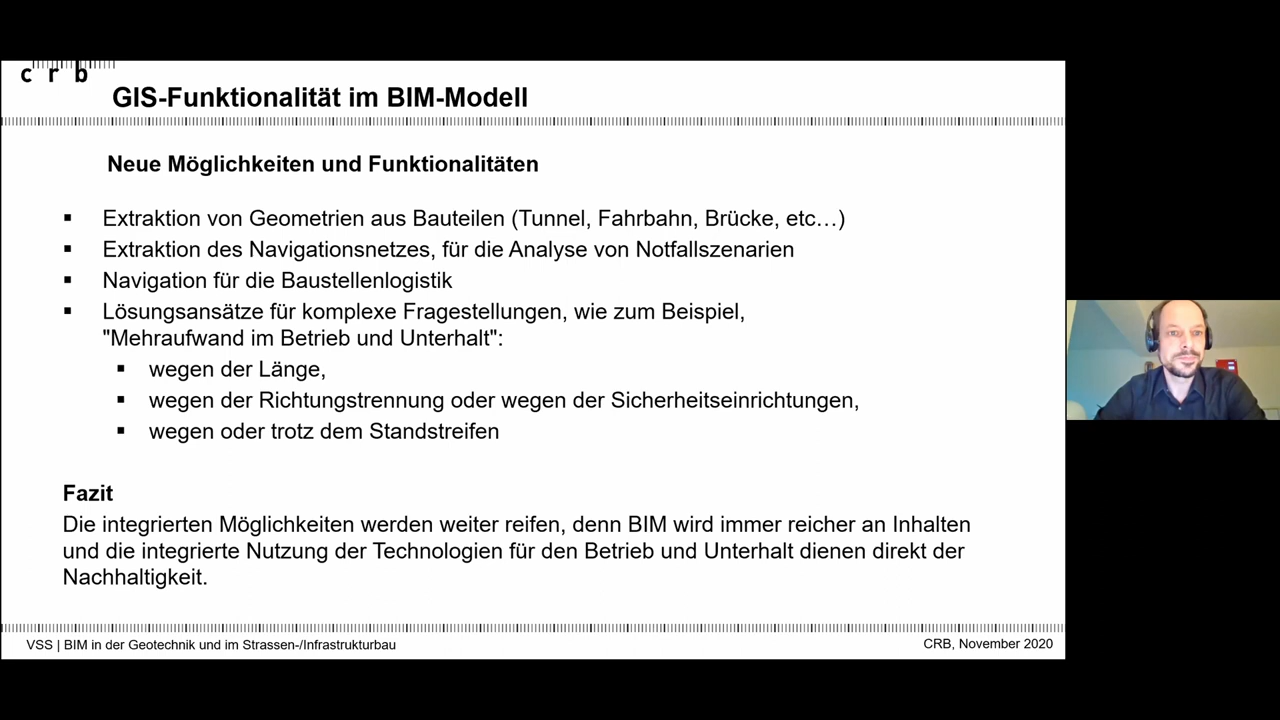 crb
GIS-Funktionalität im BIM-Modell
Neue Möglichkeiten und Funktionalitäten
▪ Extraktion von Geometrien aus Bauteilen (Tunnel, Fahrbahn, Brücke, etc…)
▪ Extraktion des Navigationsnetzes, für die Analyse von Notfallszenarien
▪ Navigation für die Baustellenlogistik
▪ Lösungsansätze für komplexe Fragestellungen, wie zum Beispiel,
"Mehraufwand im Betrieb und Unterhalt":
▪ wegen der Länge,
▪ wegen der Richtungstrennung oder wegen der Sicherheitseinrichtungen,
▪ wegen oder trotz dem Standstreifen
Fazit
Die integrierten Möglichkeiten werden weiter reifen, denn BIM wird immer reicher an Inhalten
und die integrierte Nutzung der Technologien für den Betrieb und Unterhalt dienen direkt der
Nachhaltigkeit.
VSS | BIM in der Geotechnik und im Strassen-/Infrastrukturbau
CRB, November 2020